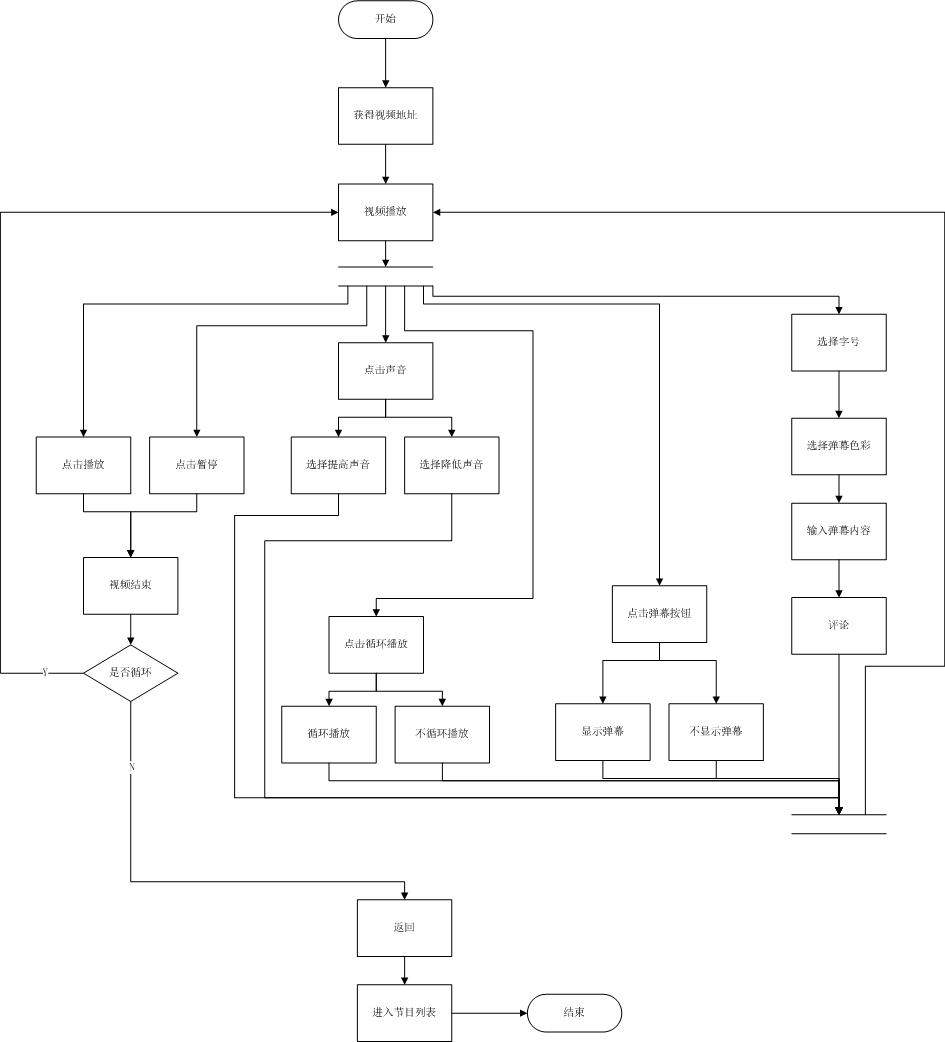 开始
获得视频地址
视频播放
选择字号
点击声音
选择弹幕色彩
点击播放
点击暂停
选择提高声音
选择降低声音
输入弹幕内容
视频结束
点击弹幕按钮
评论
点击循环播放
是否循环
Y
循环播放
不循环播放
显示弹幕
不显示弹幕
N
返回
进入节目列表
结束